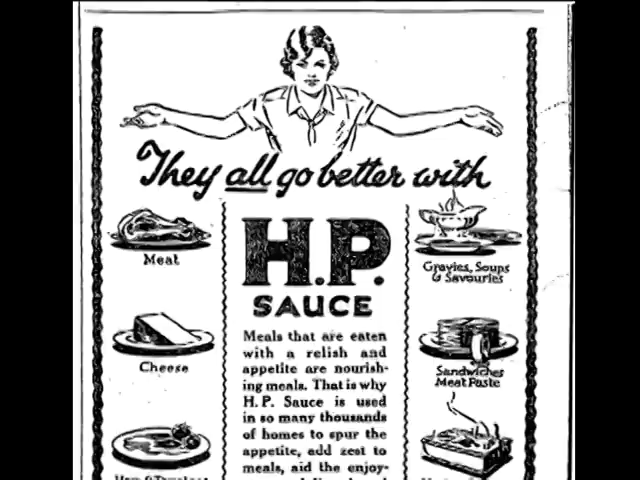 They all go better with
H.P.
SAUCE
Meat
Cheese
Gravies, Soups
& Savouries
Sandwiches
Meat Paste
Meals that are eaten
with a relish and
appetite are nourish-
ing meals. That is why
H.P. Sauce is used
in so many thousands
of homes to spur the
appetite, add zest to
meals, aid the enjoy-